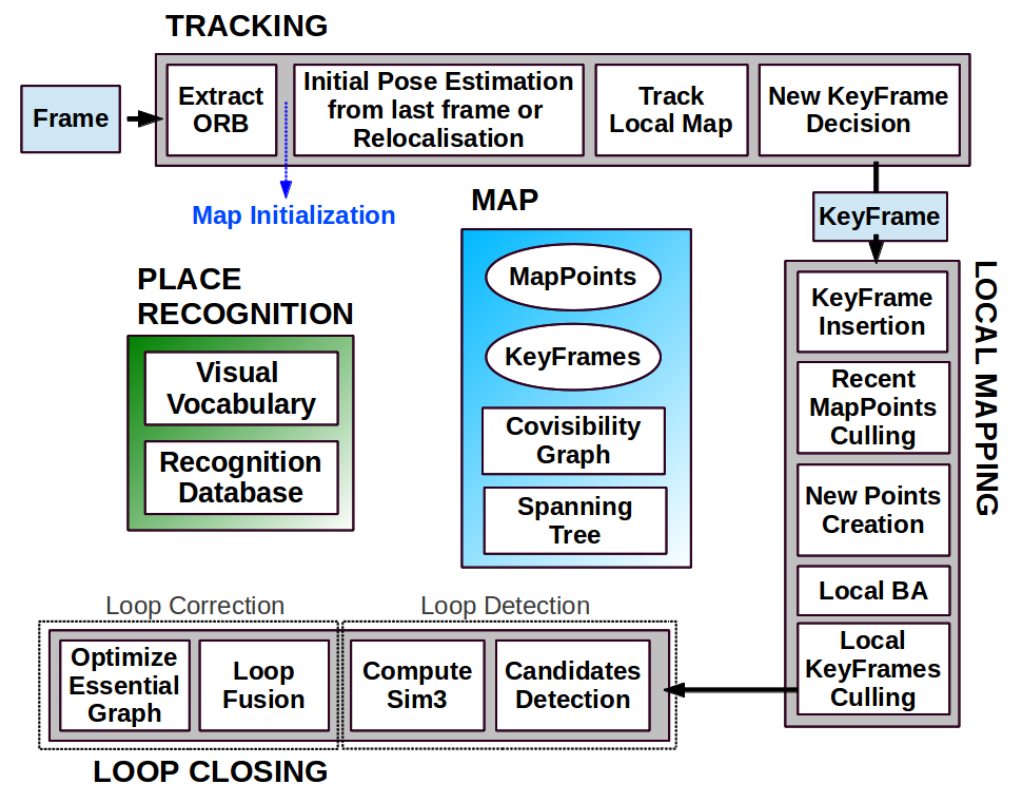 TRACKING
Frame
Extract
ORB
Initial Pose Estimation
from last frame or
Relocalisation
Track
Local Map
New KeyFrame
Decision
Map Initialization
KeyFrame
MAP
MapPoints
KeyFrames
Covisibility
Graph
Spanning
Tree
PLACE
RECOGNITION
Visual
Vocabulary
Recognition
Database
LOCAL MAPPING
KeyFrame
Insertion
Recent
MapPoints
Culling
New Points
Creation
Local BA
Local
KeyFrames
Culling
Loop Correction
Loop Detection
Optimize
Essential
Graph
Loop
Fusion
Compute
Sim3
Candidates
Detection
LOOP CLOSING